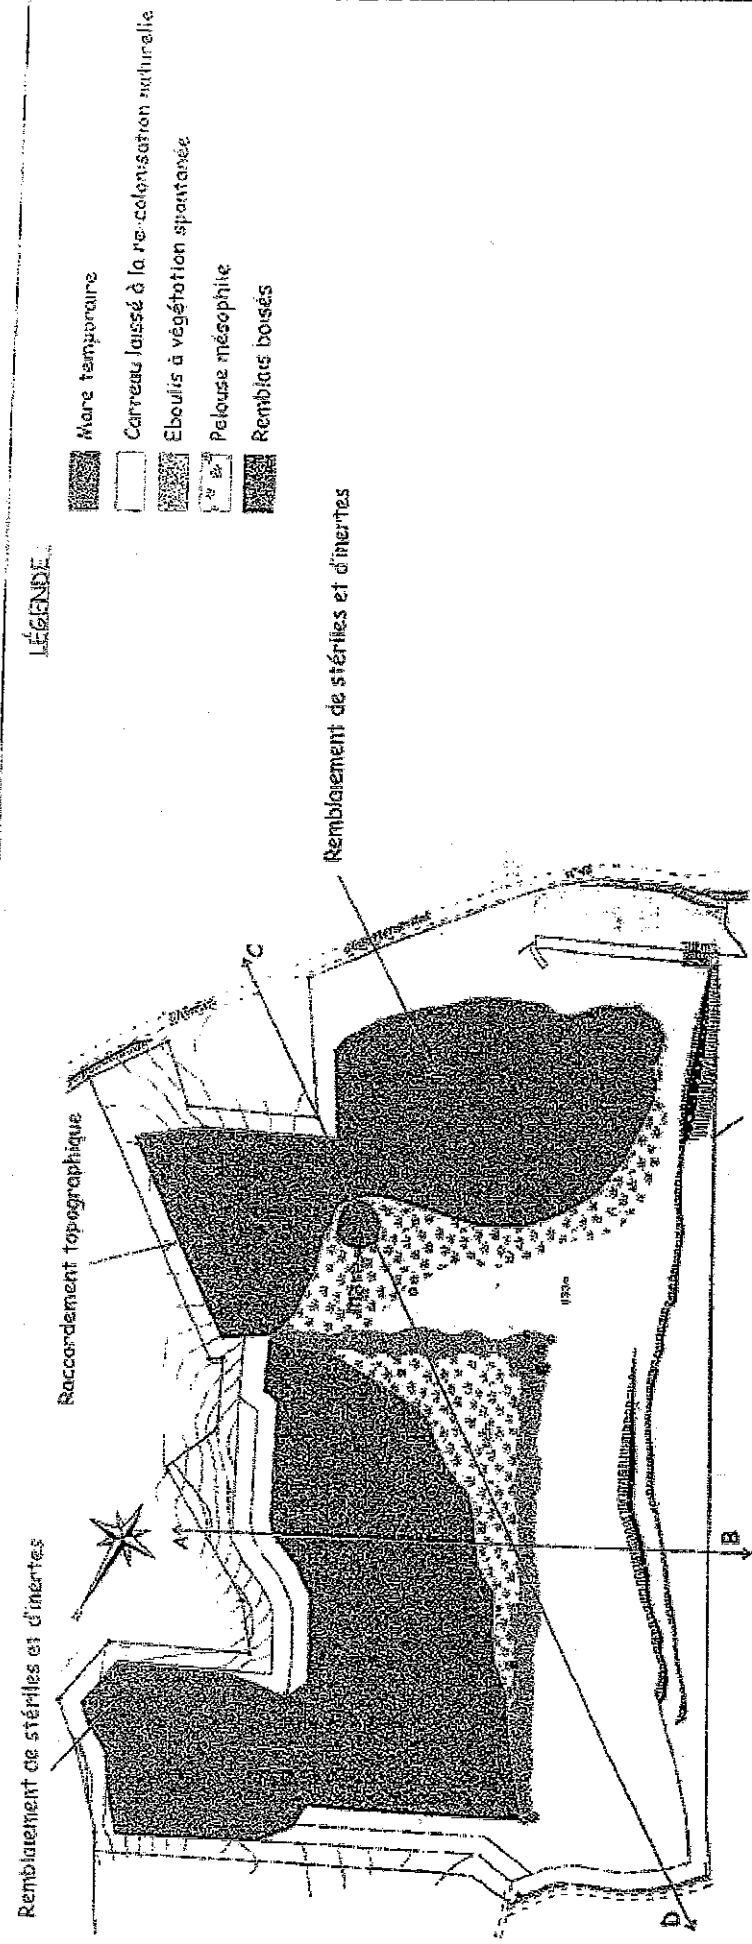 LÉGENDE
Mare temporaire
Carreau laissé à la re-colonisation naturelle
Eboulis à végétation spontanée
Pelouse mésophile
Remblais boisés
Remblaiement de stériles et d'inertes
Raccordement topographique
Remblaiement de stériles et d'inertes
A
C
B
D